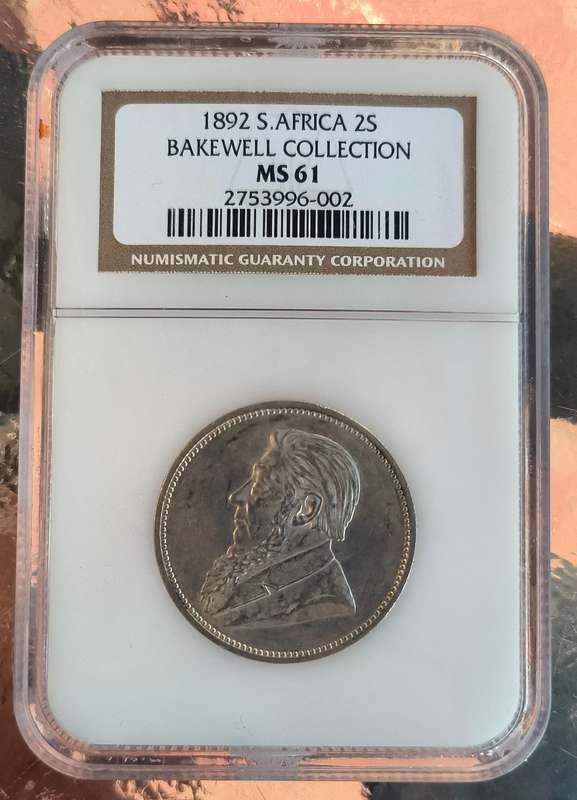 1892 S.AFRICA 2S
BAKEWELL COLLECTION
MS 61
2753996-002
NUMISMATIC GUARANTY CORPORATION